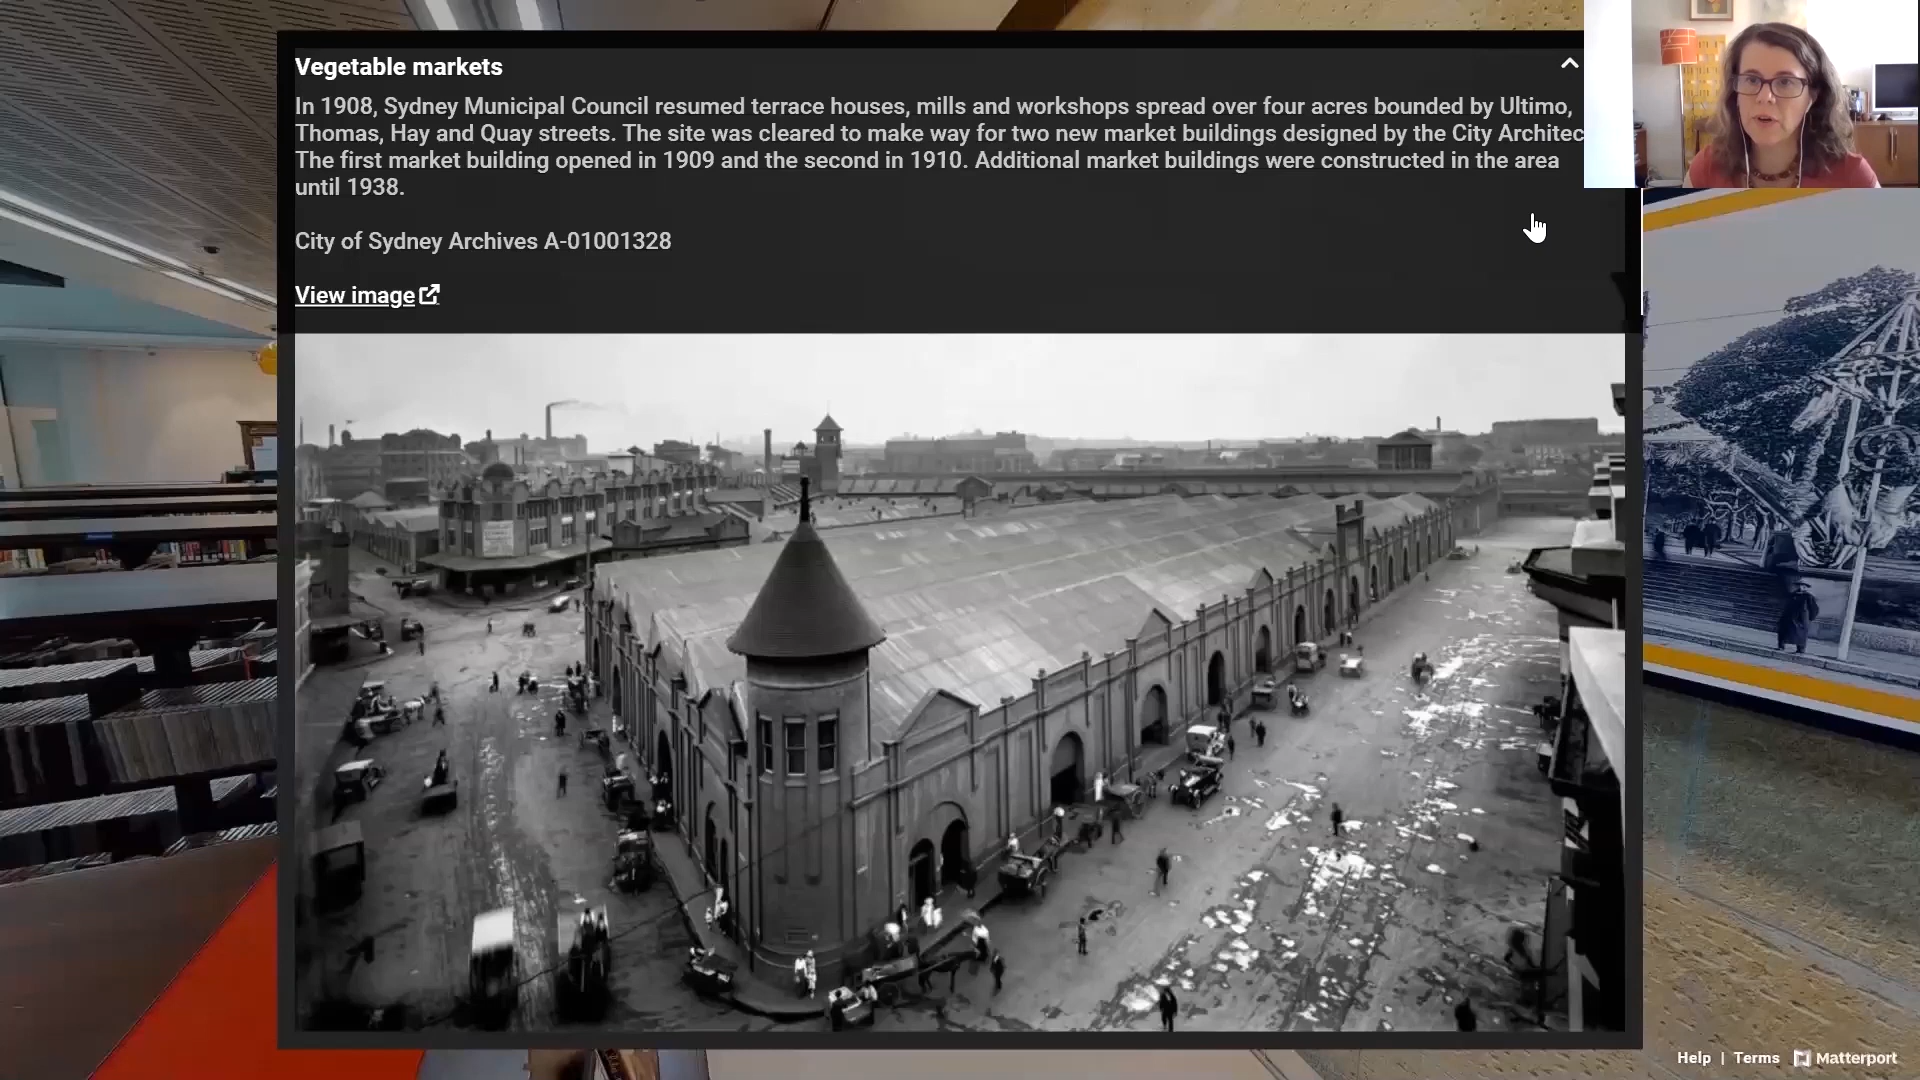 Vegetable markets
In 1908, Sydney Municipal Council resumed terrace houses, mills and workshops spread over four acres bounded by Ultimo,
Thomas, Hay and Quay streets. The site was cleared to make way for two new market buildings designed by the City Architec
The first market building opened in 1909 and the second in 1910. Additional market buildings were constructed in the area
until 1938.
City of Sydney Archives A-01001328
View image
Help | Terms Matterport